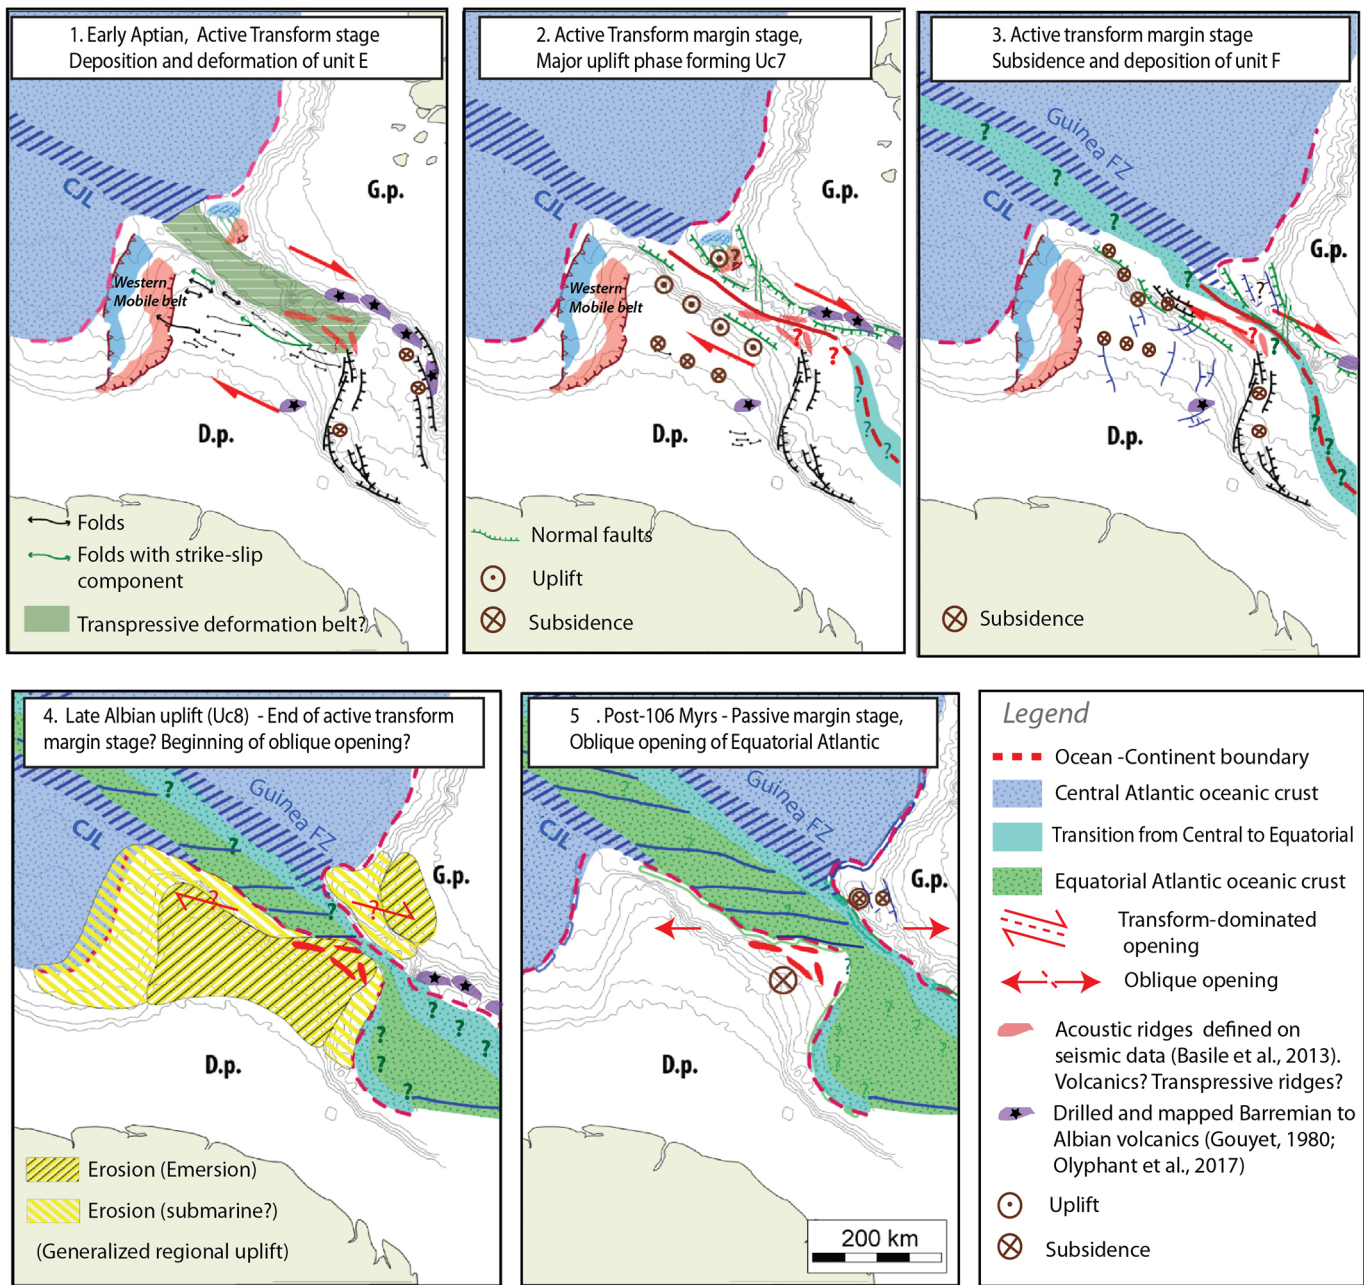 1. Early Aptian, Active Transform stage
Deposition and deformation of unit E
CJL
G.p.
Western
Mobile belt
D.p.
Folds
Folds with strike-slip
component
Transpressive deformation belt?
2. Active Transform margin stage,
Major uplift phase forming Uc7
CJL
G.p.
?
Western
Mobile belt
?
?
?
?
?
D.p.
Normal faults
Uplift
Subsidence
3. Active transform margin stage
Subsidence and deposition of unit F
?
Guinea FZ
?
CJL
?
G.p.
?
?
?
?
?
?
?
D.p.
Subsidence
4. Late Albian uplift (Uc8) - End of active transform
margin stage? Beginning of oblique opening?
?
Guinea FZ
CJL
?
G.p.
?
?
?
?
?
?
?
?
?
D.p.
Erosion (Emersion)
Erosion (submarine?)
(Generalized regional uplift)
5 . Post-106 Myrs - Passive margin stage,
Oblique opening of Equatorial Atlantic
?
Guinea FZ
CJL
?
G.p.
?
?
?
?
?
D.p.
200 km
Legend
Ocean -Continent boundary
Central Atlantic oceanic crust
Transition from Central to Equatorial
Equatorial Atlantic oceanic crust
Transform-dominated
opening
Oblique opening
Acoustic ridges defined on
seismic data (Basile et al., 2013).
Volcanics? Transpressive ridges?
Drilled and mapped Barremian to
Albian volcanics (Gouyet, 1980;
Olyphant et al., 2017)
Uplift
Subsidence